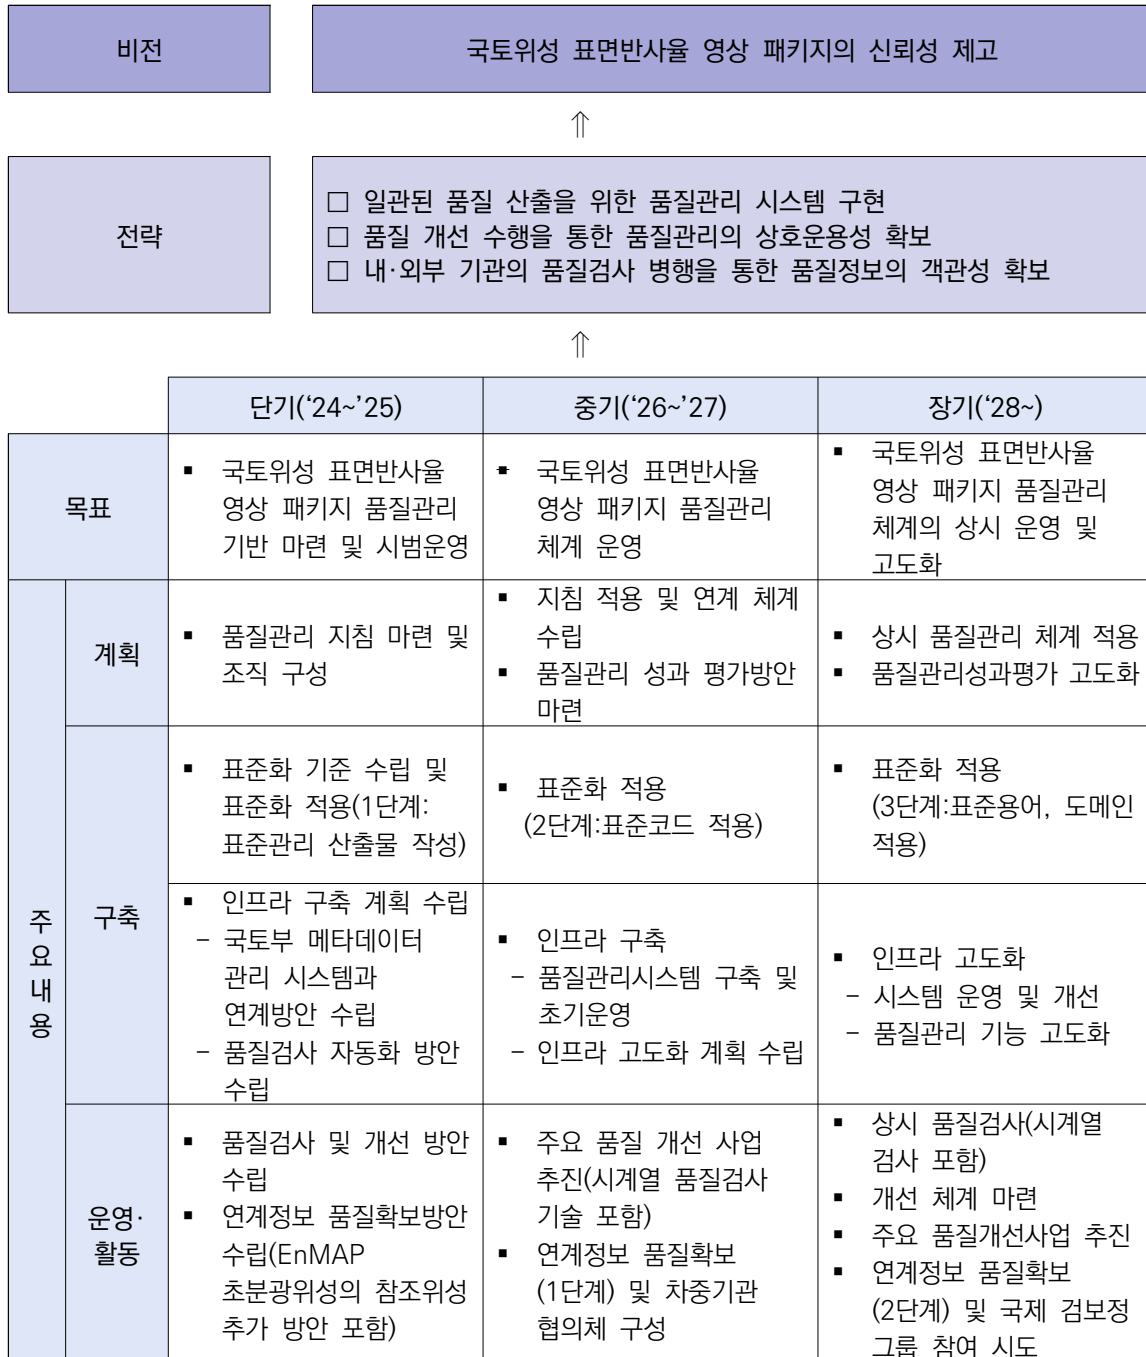 비전
국토위성 표면반사율 영상 패키지의 신뢰성 제고
⇑
전략
□ 일관된 품질 산출을 위한 품질관리 시스템 구현
□ 품질 개선 수행을 통한 품질관리의 상호운용성 확보
□ 내·외부 기관의 품질검사 병행을 통한 품질정보의 객관성 확보
⇑
단기(‘24~’25)
중기(‘26~’27)
장기(‘28~)
목표
▪ 국토위성 표면반사율
영상 패키지 품질관리
기반 마련 및 시범운영
▪ 국토위성 표면반사율
영상 패키지 품질관리
체계 운영
▪ 국토위성 표면반사율
영상 패키지 품질관리
체계의 상시 운영 및
고도화
주
요
내
용
계획
▪ 품질관리 지침 마련 및
조직 구성
▪ 지침 적용 및 연계 체계
수립
▪ 품질관리 성과 평가방안
마련
▪ 상시 품질관리 체계 적용
▪ 품질관리성과평가 고도화
구축
▪ 표준화 기준 수립 및
표준화 적용(1단계:
표준관리 산출물 작성)
▪ 표준화 적용
(2단계:표준코드 적용)
▪ 표준화 적용
(3단계:표준용어, 도메인
적용)
▪ 인프라 구축 계획 수립
– 국토부 메타데이터
관리 시스템과
연계방안 수립
– 품질검사 자동화 방안
수립
▪ 인프라 구축
– 품질관리시스템 구축 및
초기운영
– 인프라 고도화 계획 수립
▪ 인프라 고도화
– 시스템 운영 및 개선
– 품질관리 기능 고도화
운영·
활동
▪ 품질검사 및 개선 방안
수립
▪ 연계정보 품질확보방안
수립(EnMAP
초분광위성의 참조위성
추가 방안 포함)
▪ 주요 품질 개선 사업
추진(시계열 품질검사
기술 포함)
▪ 연계정보 품질확보
(1단계) 및 차중기관
협의체 구성
▪ 상시 품질검사(시계열
검사 포함)
▪ 개선 체계 마련
▪ 주요 품질개선사업 추진
▪ 연계정보 품질확보
(2단계) 및 국제 검보정
그룹 참여 시도